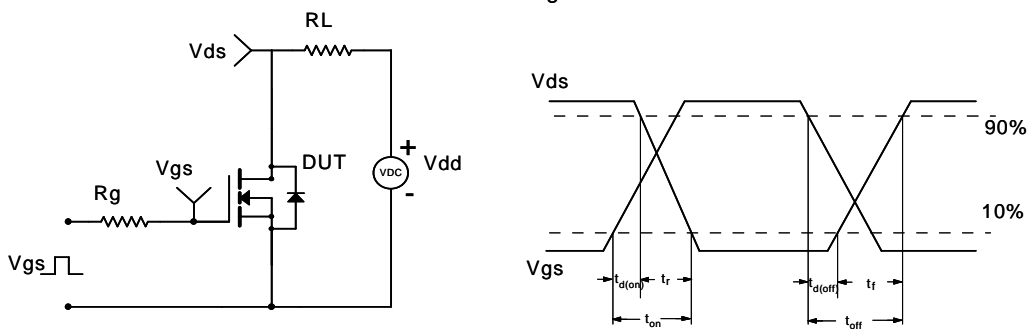 RL
Vds
Vgs
DUT
VDC
+
-
Vdd
Rg
Vgs
Vds
90%
10%
Vgs
td(on)
tr
td(off)
tf
ton
toff